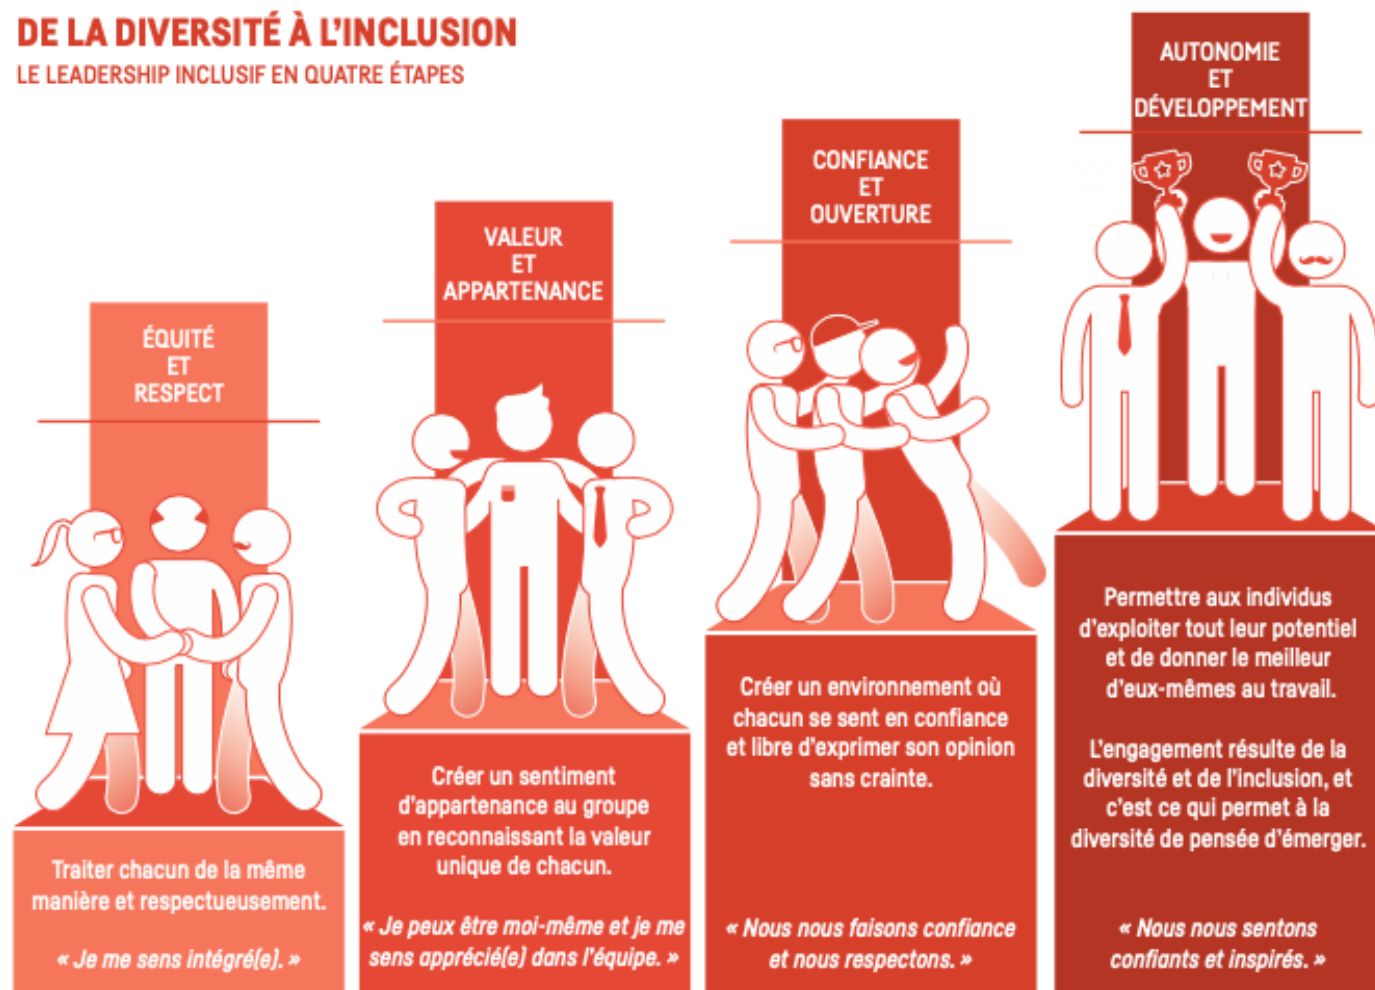 DE LA DIVERSITÉ À L'INCLUSION
LE LEADERSHIP INCLUSIF EN QUATRE ÉTAPES
ÉQUITÉ
ET
RESPECT
Traiter chacun de la même
manière et respectueusement.
« Je me sens intégré(e). »
VALEUR
ET
APPARTENANCE
Créer un sentiment
d'appartenance au groupe
en reconnaissant la valeur
unique de chacun.
« Je peux être moi-même et je me
sens apprécié(e) dans l'équipe. »
CONFIANCE
ET
OUVERTURE
Créer un environnement où
chacun se sent en confiance
et libre d'exprimer son opinion
sans crainte.
« Nous nous faisons confiance
et nous respectons. »
AUTONOMIE
ET
DÉVELOPPEMENT
Permettre aux individus
d'exploiter tout leur potentiel
et de donner le meilleur
d'eux-mêmes au travail.
L'engagement résulte de la
diversité et de l'inclusion, et
c'est ce qui permet à la
diversité de pensée d'émerger.
« Nous nous sentons
confiants et inspirés. »